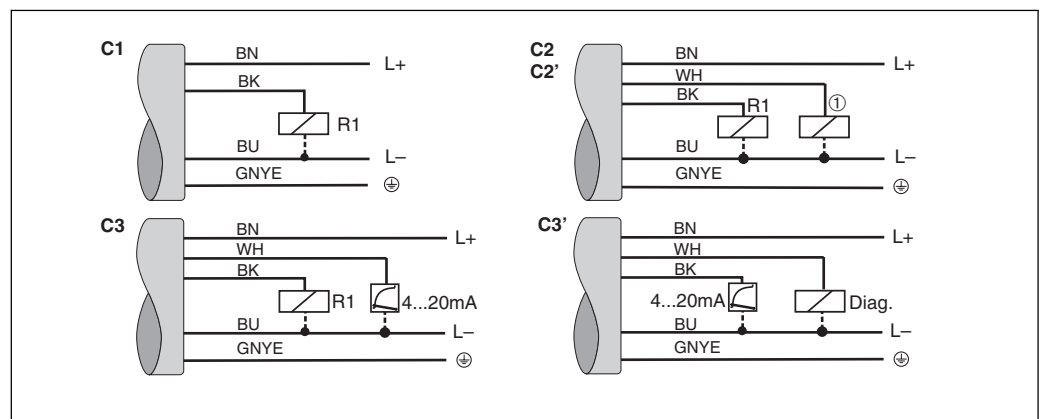 C1
BN
L+
BK
R1
BU
L–
GNYE
C2
C2'
BN
L+
WH
BK
R1
①
BU
L–
GNYE
C3
BN
L+
WH
BK
R1
4...20mA
BU
L–
GNYE
C3'
BN
L+
WH
BK
4...20mA
Diag.
BU
L–
GNYE